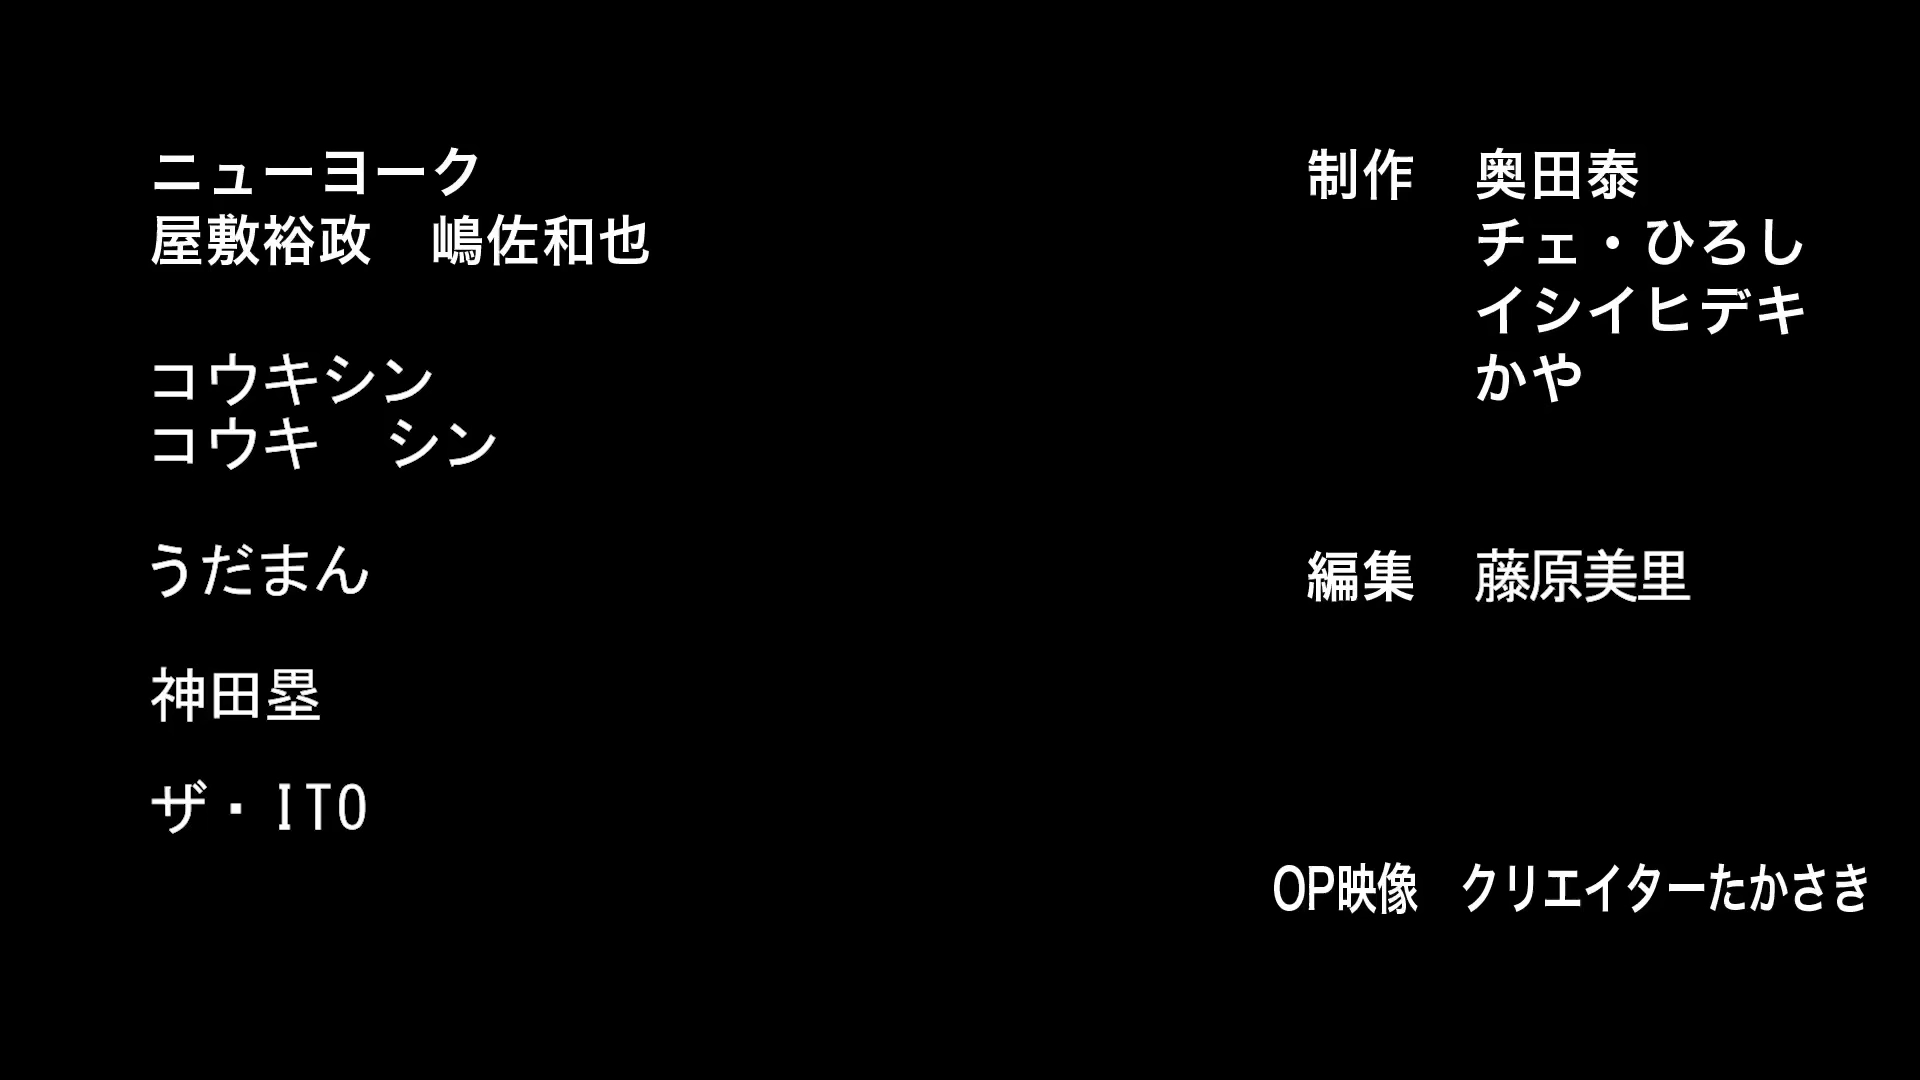 ニューヨーク
屋敷裕政　嶋佐和也
コウキシン
コウキ　シン
うだまん
神田塁
ザ・ITO
制作　奥田泰
チェ・ひろし
イシイヒデキ
かや
編集　藤原美里
OP映像　クリエイターたかさき